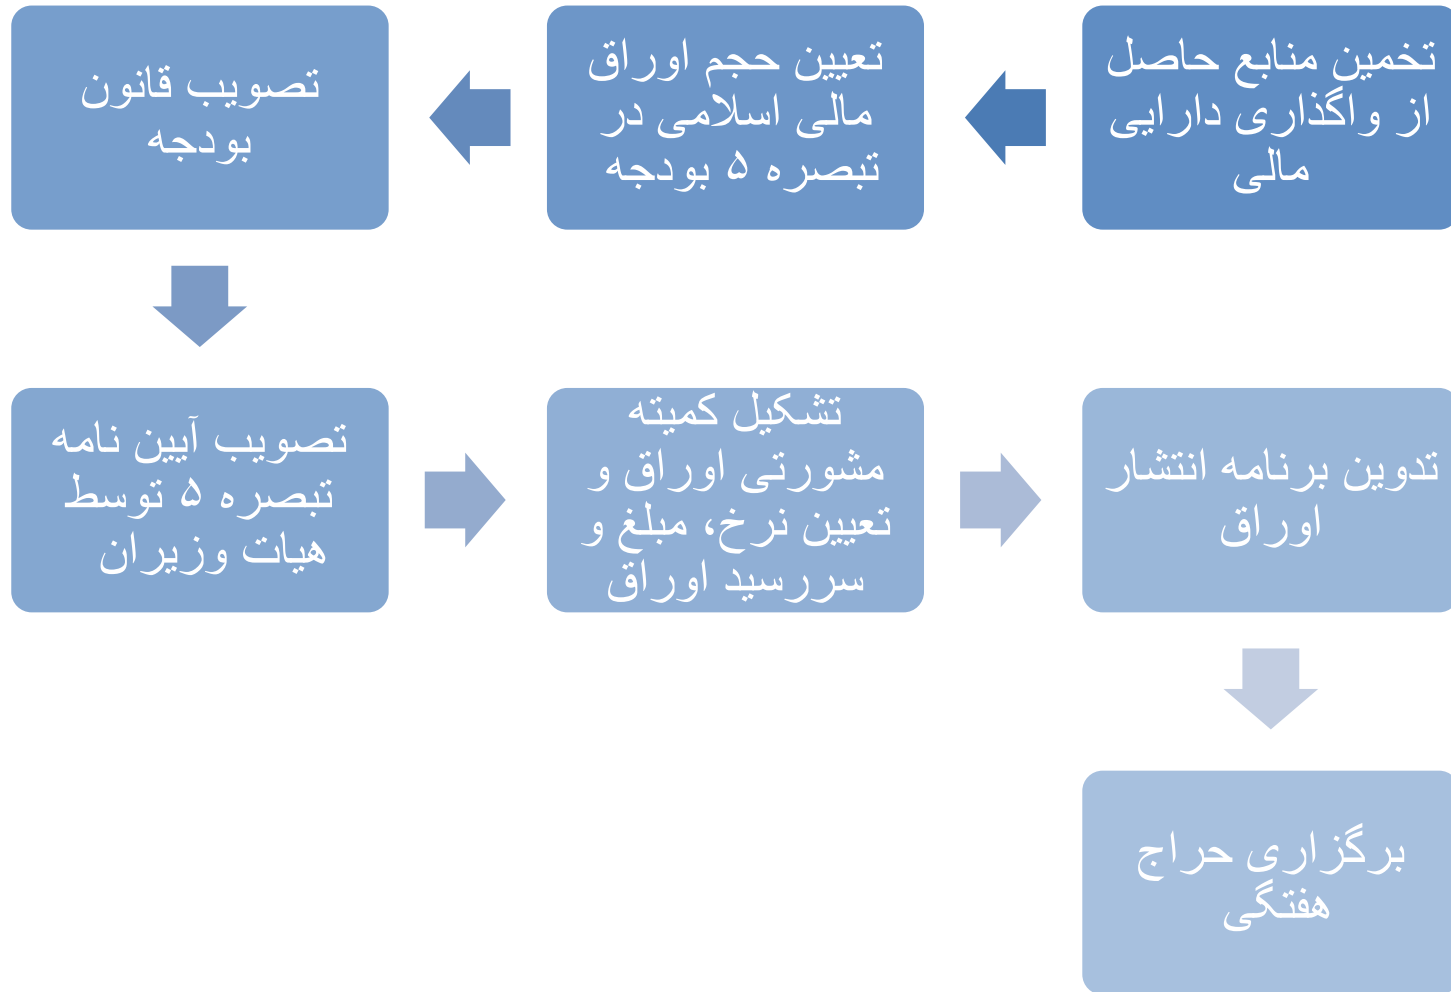 تخمین منابع حاصل
از واگذاری دارایی
مالی
تعیین حجم اوراق
مالی اسلامی در
تبصره ۵ بودجه
تصویب قانون
بودجه
تصویب آیین نامه
تبصره ۵ توسط
هیات وزیران
تشکیل کمیته
مشورتی اوراق و
تعیین نرخ، مبلغ و
سررسید اوراق
تدوین برنامه انتشار
اوراق
برگزاری حراج
هفتگی